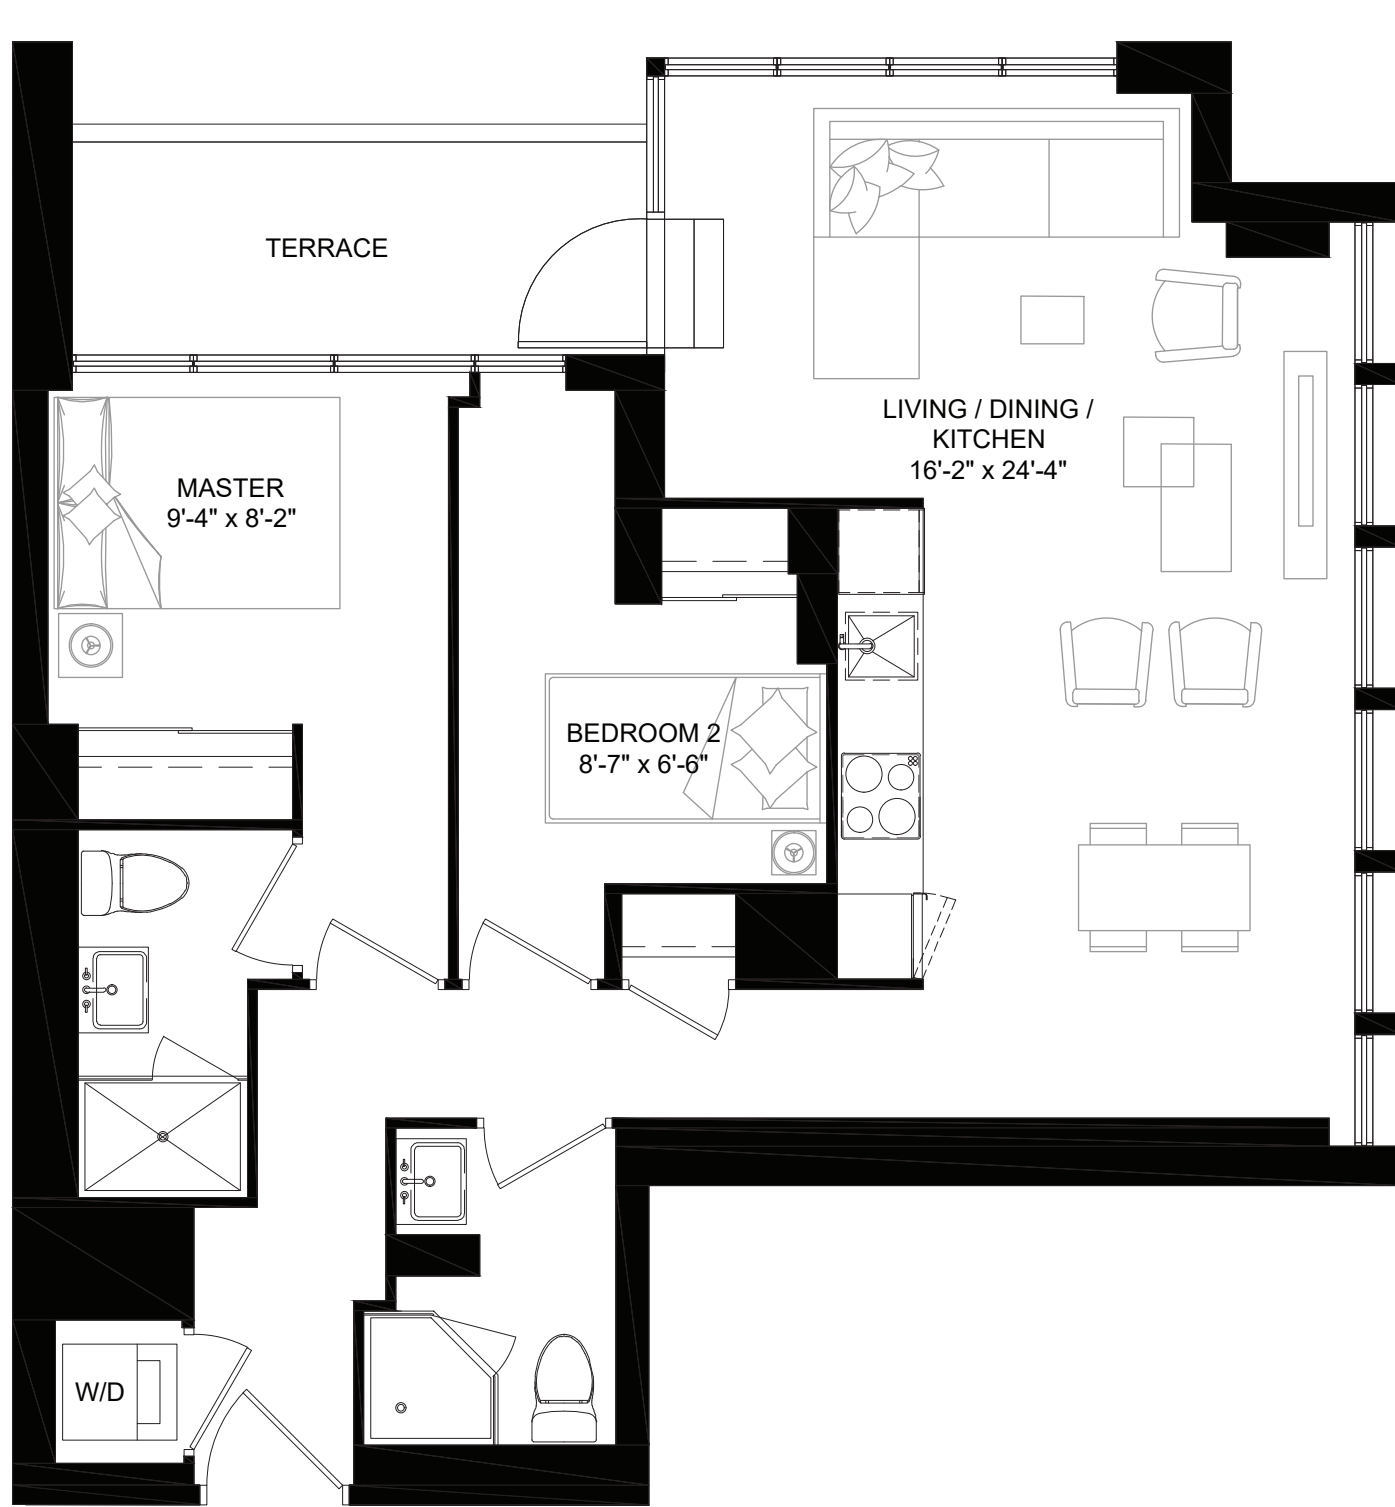 TERRACE
LIVING / DINING /
KITCHEN
16'-2" x 24'-4"
MASTER
9'-4" x 8'-2"
BEDROOM 2
8'-7" x 6'-6"
W/D